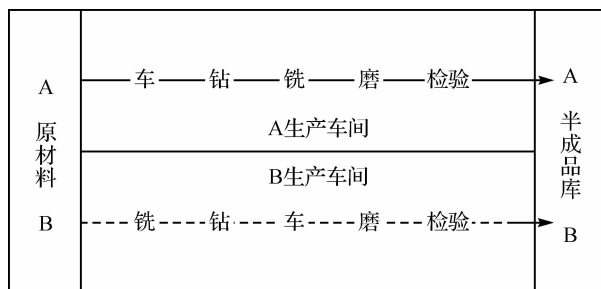 A 车 钻 铣 磨 检验 A
A生产车间
原材料
半成品库
B生产车间
B 铣 钻 车 磨 检验 B